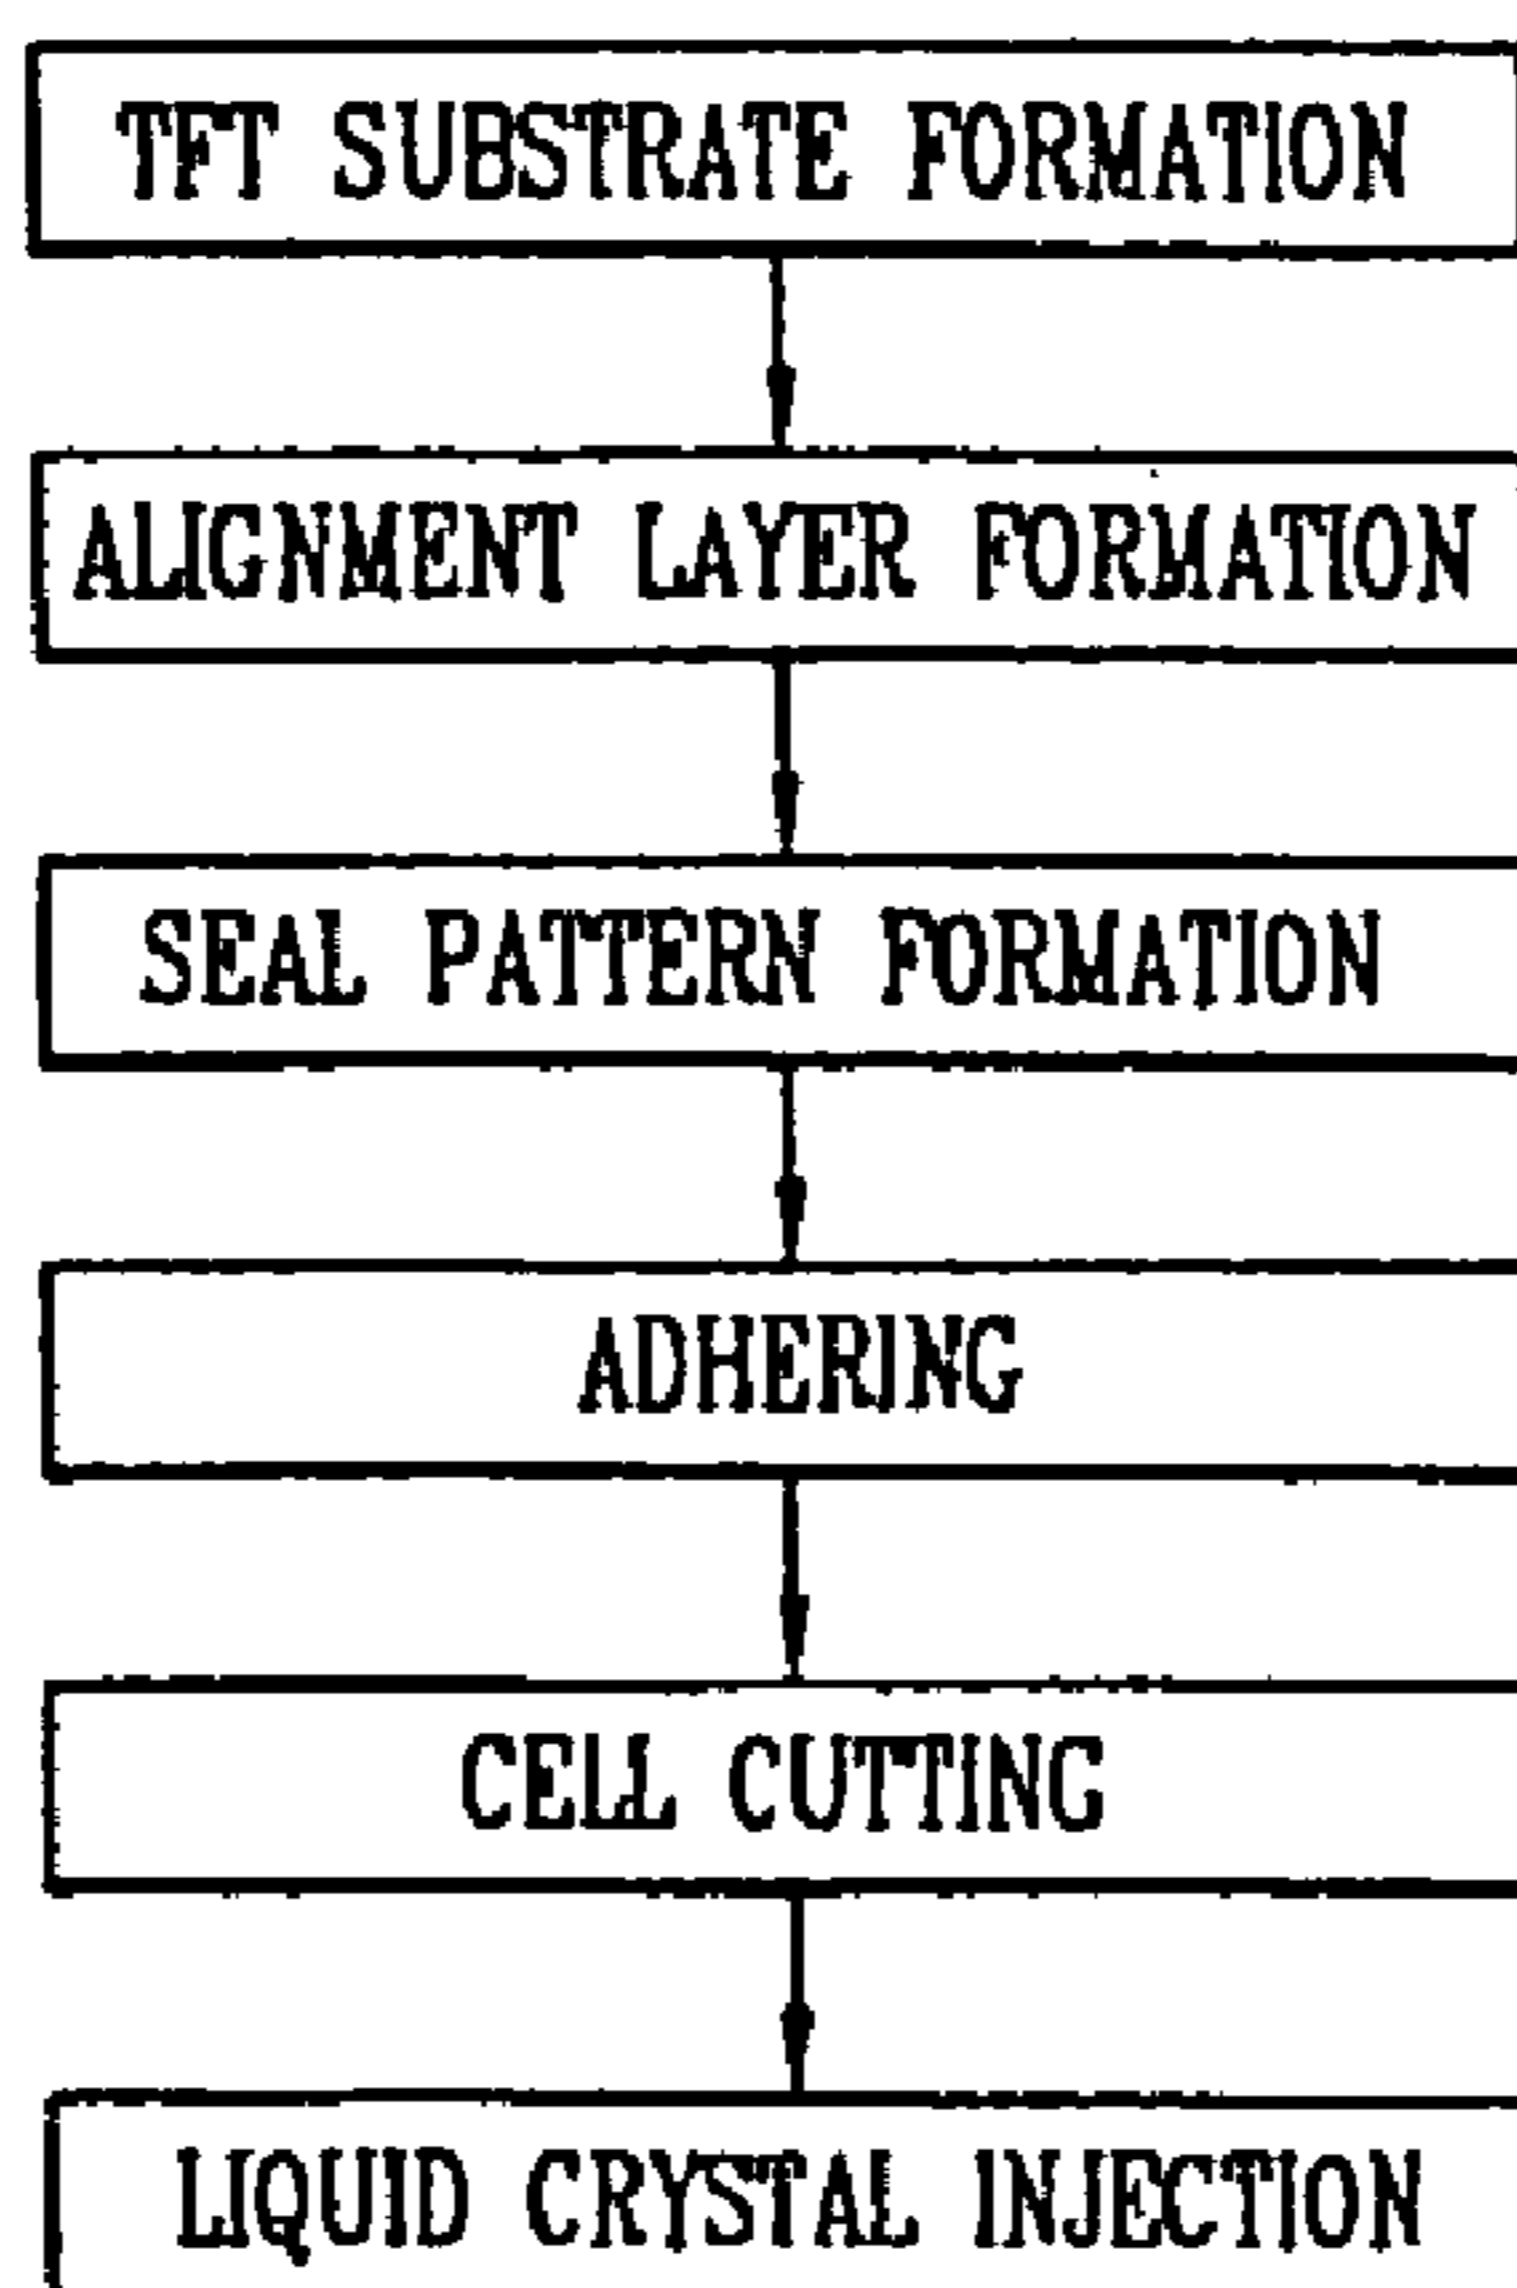 TFT SUBSTRATE FORMATION
ALIGNMENT LAYER FORMATION
SEAL PATTERN FORMATION
ADHERING
CELL CUTTING
LIQUID CRYSTAL INJECTION